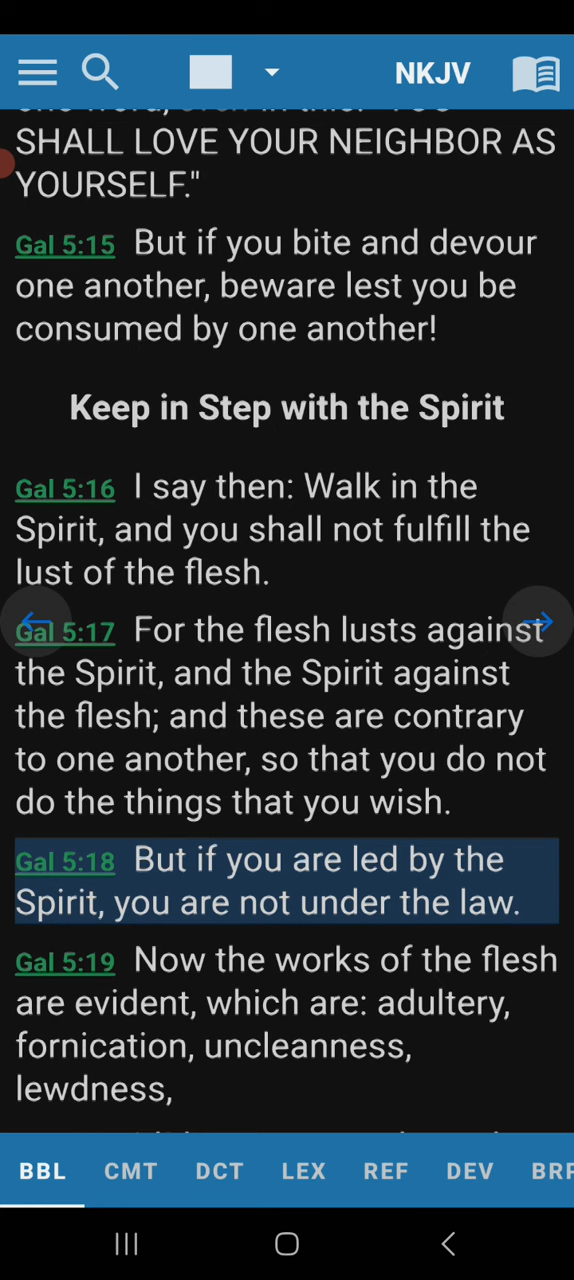 NKJV
SHALL LOVE YOUR NEIGHBOR AS
YOURSELF."
Gal 5:15 But if you bite and devour
one another, beware lest you be
consumed by one another!
Keep in Step with the Spirit
Gal 5:16 I say then: Walk in the
Spirit, and you shall not fulfill the
lust of the flesh.
Gal 5:17 For the flesh lusts against
the Spirit, and the Spirit against
the flesh; and these are contrary
to one another, so that you do not
do the things that you wish.
Gal 5:18 But if you are led by the
Spirit, you are not under the law.
Gal 5:19 Now the works of the flesh
are evident, which are: adultery,
fornication, uncleanness,
lewdness,
BBL CMT DCT LEX REF DEV BRP